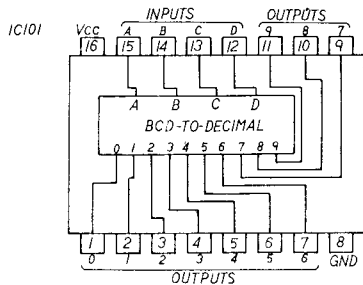 IC101
INPUTS OUTPUTS
VCC A B C D 9 8 7
16 15 14 13 12 11 10 9
A B C D
BCD-TO-DECIMAL
0 1 2 3 4 5 6 7 8 9
1 2 3 4 5 6 7 8
0 1 2 3 4 5 6 GND
OUTPUTS